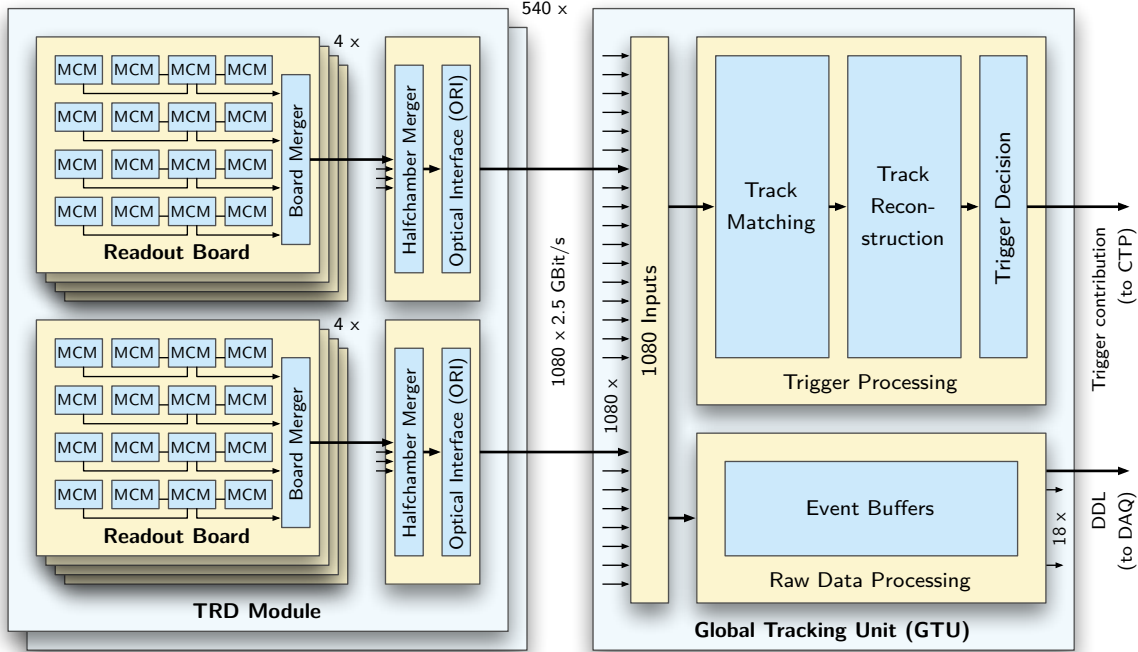 540 x
4 x
MCM MCM MCM MCM
MCM MCM MCM MCM
MCM MCM MCM MCM
MCM MCM MCM MCM
Board Merger
Readout Board
Halfchamber Merger
Optical Interface (ORI)
4 x
MCM MCM MCM MCM
MCM MCM MCM MCM
MCM MCM MCM MCM
MCM MCM MCM MCM
Board Merger
Readout Board
Halfchamber Merger
Optical Interface (ORI)
TRD Module
1080 x 2.5 GBit/s
1080 x
1080 Inputs
Track
Matching
Track
Recon-
struction
Trigger Decision
Trigger Processing
Trigger contribution
(to CTP)
Event Buffers
Raw Data Processing
18 x
DDL
(to DAQ)
Global Tracking Unit (GTU)